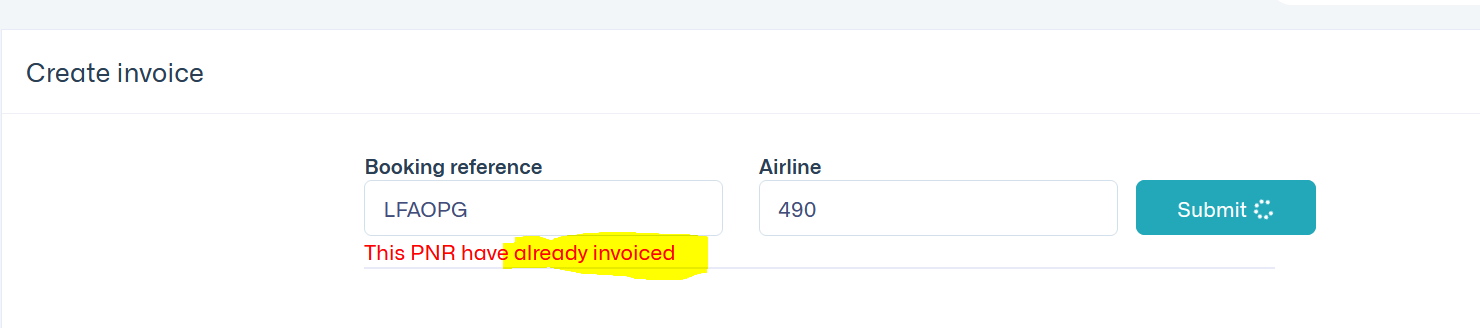 Create invoice
Booking reference
Airline
LFAOPG
490
Submit
This PNR have already invoiced